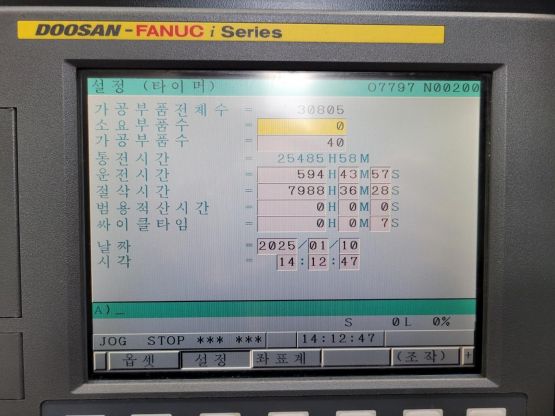 DOOSAN-FANUC i Series
설정 (타이머) O7797 N00200
가공부품전체수 = 30805
소요부품수 = 0
가공부품수 = 40
통전시간 = 25485H58M
운전시간 = 594H43M57S
절삭시간 = 7988H36M28S
범용적산시간 = 0H 0M 0S
싸이클타임 = 0H 0M 7S
날짜 = 2025/01/10
시각 = 14:12:47
A)_
S 0L 0%
JOG STOP *** *** 14:12:47
옵셋 설정 좌표계 (조작) +